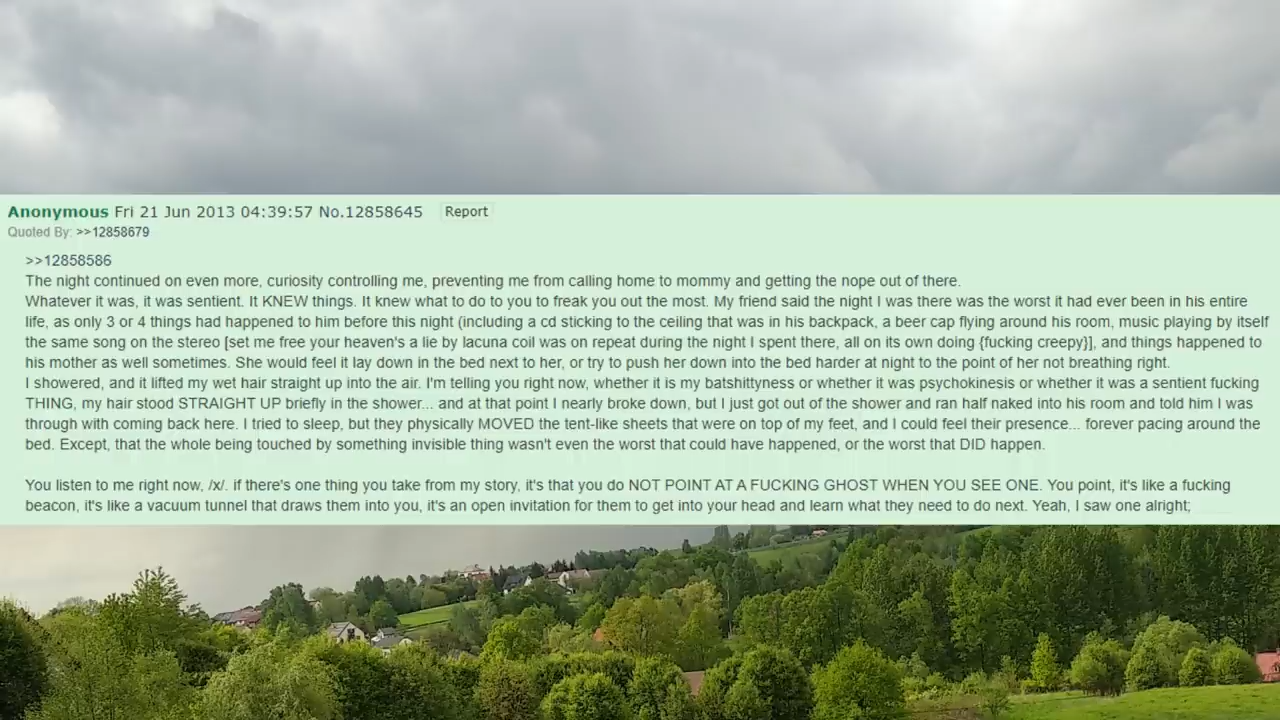 Anonymous Fri 21 Jun 2013 04:39:57 No.12858645 Report
Quoted By: >>12858679
>>12858586
The night continued on even more, curiosity controlling me, preventing me from calling home to mommy and getting the nope out of there.
Whatever it was, it was sentient. It KNEW things. It knew what to do to you to freak you out the most. My friend said the night I was there was the worst it had ever been in his entire
life, as only 3 or 4 things had happened to him before this night (including a cd sticking to the ceiling that was in his backpack, a beer cap flying around his room, music playing by itself
the same song on the stereo [set me free your heaven's a lie by lacuna coil was on repeat during the night I spent there, all on its own doing {fucking creepy}], and things happened to
his mother as well sometimes. She would feel it lay down in the bed next to her, or try to push her down into the bed harder at night to the point of her not breathing right.
I showered, and it lifted my wet hair straight up into the air. I'm telling you right now, whether it is my batshittyness or whether it was psychokinesis or whether it was a sentient fucking
THING, my hair stood STRAIGHT UP briefly in the shower... and at that point I nearly broke down, but I just got out of the shower and ran half naked into his room and told him I was
through with coming back here. I tried to sleep, but they physically MOVED the tent-like sheets that were on top of my feet, and I could feel their presence... forever pacing around the
bed. Except, that the whole being touched by something invisible thing wasn't even the worst that could have happened, or the worst that DID happen.
You listen to me right now, /x/. if there's one thing you take from my story, it's that you do NOT POINT AT A FUCKING GHOST WHEN YOU SEE ONE. You point, it's like a fucking
beacon, it's like a vacuum tunnel that draws them into you, it's an open invitation for them to get into your head and learn what they need to do next. Yeah, I saw one alright;